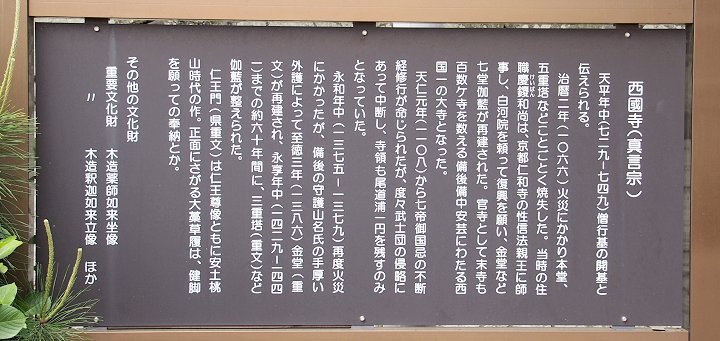 西國寺(真言宗)
天平年中(七二九−七四九)僧行基の開基と
伝えられる。
治暦二年(一〇六六)火災にかかり本堂、
五重塔などことごとく焼失した。当時の住
職慶鑁和尚は、京都仁和寺の性信法親王に師
けいばん
事し、白河院を頼って復興を願い、金堂など
七堂伽藍が再建された。官寺として末寺も
百数ケ寺を数える備後備中安芸にわたる西
国一の大寺となった。
天仁元年(一一〇八)から七帝御国忌の不断
経修行が命じられたが、度々武士団の侵略に
あって中断し、寺領も尾道浦一円を残すのみ
となっていた。
永和年中(一三七五−一三七九)再度火災
にかかったが、備後の守護山名氏の手厚い
外護によって至徳三年(一三八六)金堂(重
文)が再建され、永享年中(一四二九−一四四
一)までの約六十年間に、三重塔(重文)など
伽藍が整えられた。
仁王門(県重文)は仁王尊像ともに安土桃
山時代の作。正面にさがる大藁草履は、健脚
を願っての奉納とか。
その他の文化財
重要文化財 木造薬師如来坐像
〃 木造釈迦如来立像 ほか